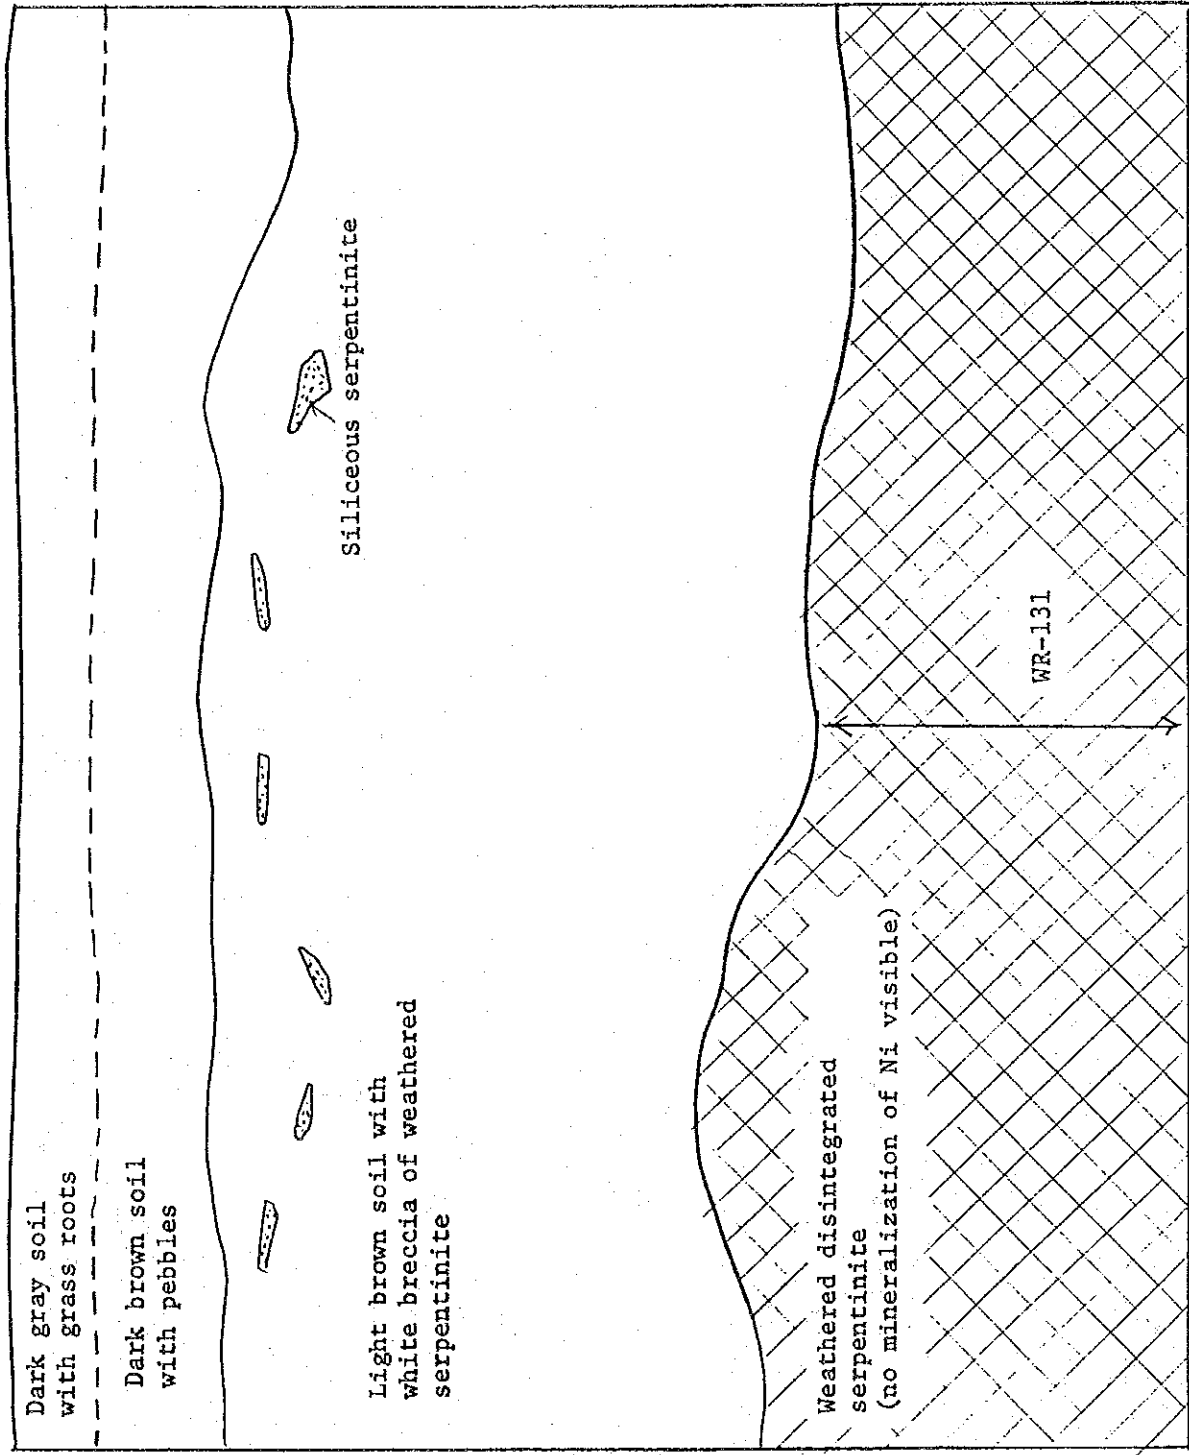 Dark gray soil
with grass roots
Dark brown soil
with pebbles
Siliceous serpentinite
Light brown soil with
white breccia of weathered
serpentinite
Weathered disintegrated
serpentinite
(no mineralization of Ni visible)
WR-131